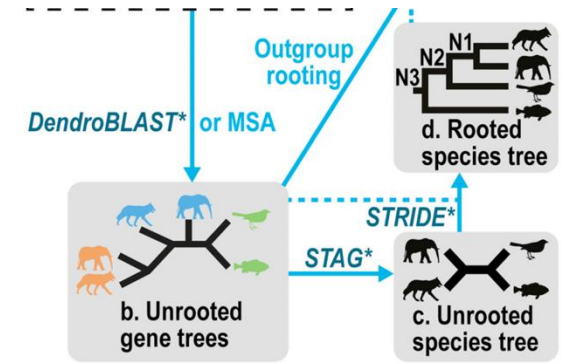 Outgroup
rooting
N1
N2
N3
d. Rooted
species tree
DendroBLAST* or MSA
STRIDE*
STAG*
b. Unrooted
gene trees
c. Unrooted
species tree